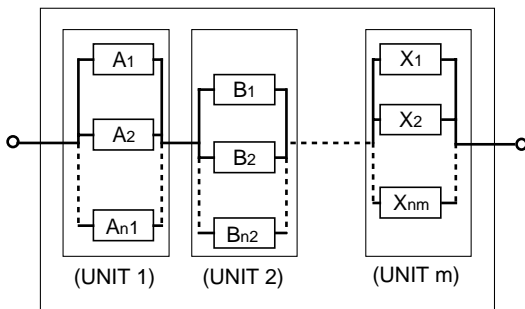 A1
A2
An1
(UNIT 1)
B1
B2
Bn2
(UNIT 2)
X1
X2
Xnm
(UNIT m)